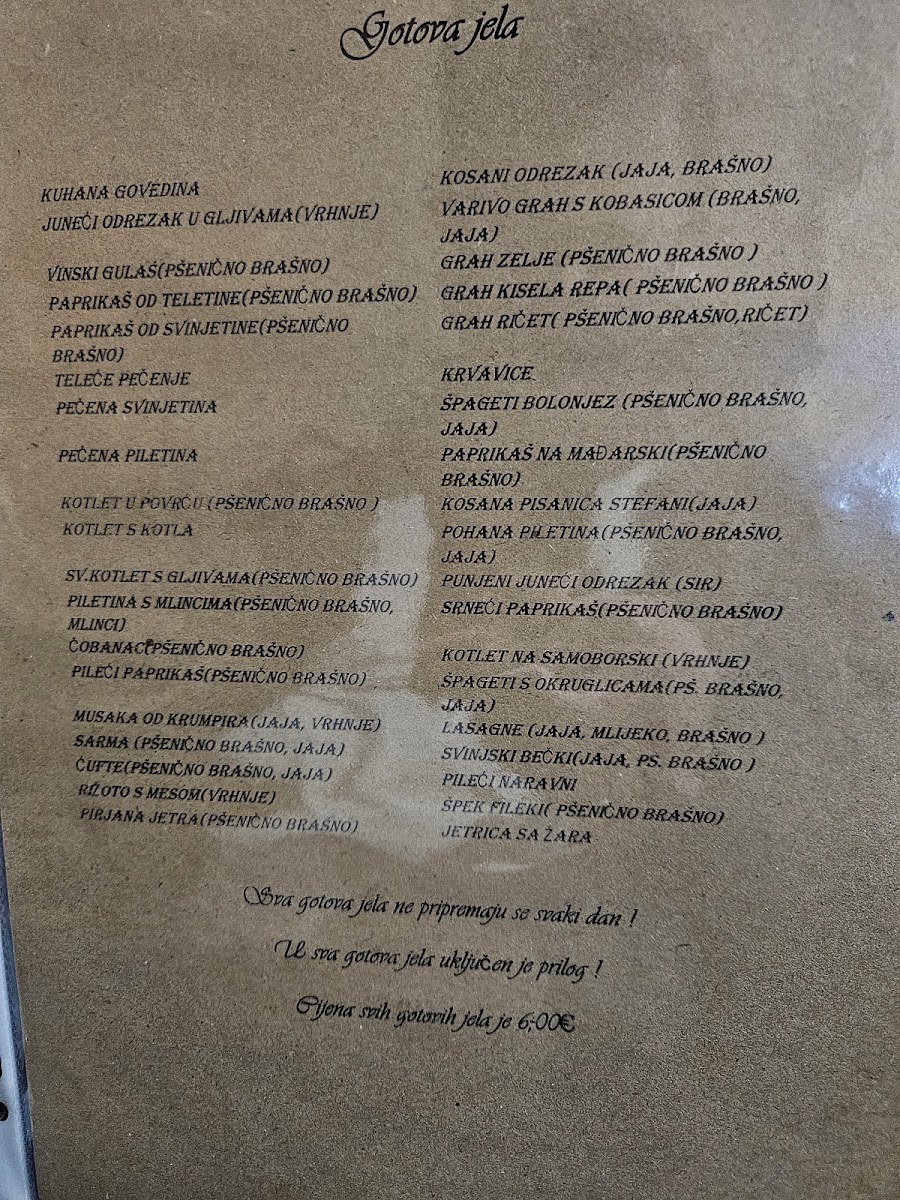 Gotova jela
KUHANA GOVEDINA
JUNEĆI ODREZAK U GLJIVAMA(VRHNJE)
VINSKI GULAŠ(PŠENIČNO BRAŠNO)
PAPRIKAŠ OD TELETINE(PŠENIČNO BRAŠNO)
PAPRIKAŠ OD SVINJETINE(PŠENIČNO
BRAŠNO)
TELEĆE PEČENJE
PEČENA SVINJETINA
PEČENA PILETINA
KOTLET U POVRĆU (PŠENIČNO BRAŠNO )
KOTLET S KOTLA
SV.KOTLET S GLJIVAMA(PŠENIČNO BRAŠNO)
PILETINA S MLINCIMA(PŠENIČNO BRAŠNO,
MLINCI)
ČOBANAC(PŠENIČNO BRAŠNO)
PILEĆI PAPRIKAŠ(PŠENIČNO BRAŠNO)
MUSAKA OD KRUMPIRA(JAJA, VRHNJE)
SARMA (PŠENIČNO BRAŠNO, JAJA)
ĆUFTE(PŠENIČNO BRAŠNO, JAJA)
RIŽOTO S MESOM(VRHNJE)
PIRJANA JETRA(PŠENIČNO BRAŠNO)
KOSANI ODREZAK (JAJA, BRAŠNO)
VARIVO GRAH S KOBASICOM (BRAŠNO,
JAJA)
GRAH ZELJE (PŠENIČNO BRAŠNO )
GRAH KISELA REPA( PŠENIČNO BRAŠNO )
GRAH RIČET( PŠENIČNO BRAŠNO,RIČET)
KRVAVICE
ŠPAGETI BOLONJEZ (PŠENIČNO BRAŠNO,
JAJA)
PAPRIKAŠ NA MAĐARSKI(PŠENIČNO
BRAŠNO)
KOSANA PISANICA STEFANI(JAJA)
POHANA PILETINA(PŠENIČNO BRAŠNO,
JAJA)
PUNJENI JUNEĆI ODREZAK (SIR)
SRNEĆI PAPRIKAŠ(PŠENIČNO BRAŠNO)
KOTLET NA SAMOBORSKI (VRHNJE)
ŠPAGETI S OKRUGLICAMA(PŠ. BRAŠNO,
JAJA)
LASAGNE (JAJA, MLIJEKO, BRAŠNO )
SVINJSKI BEČKI(JAJA, PŠ. BRAŠNO )
PILEĆI NARAVNI
ŠPEK FILEKI( PŠENIČNO BRAŠNO)
JETRICA SA ŽARA
Sva gotova jela ne pripremaju se svaki dan !
U sva gotova jela uključen je prilog !
Cijena svih gotovih jela je 6,00€